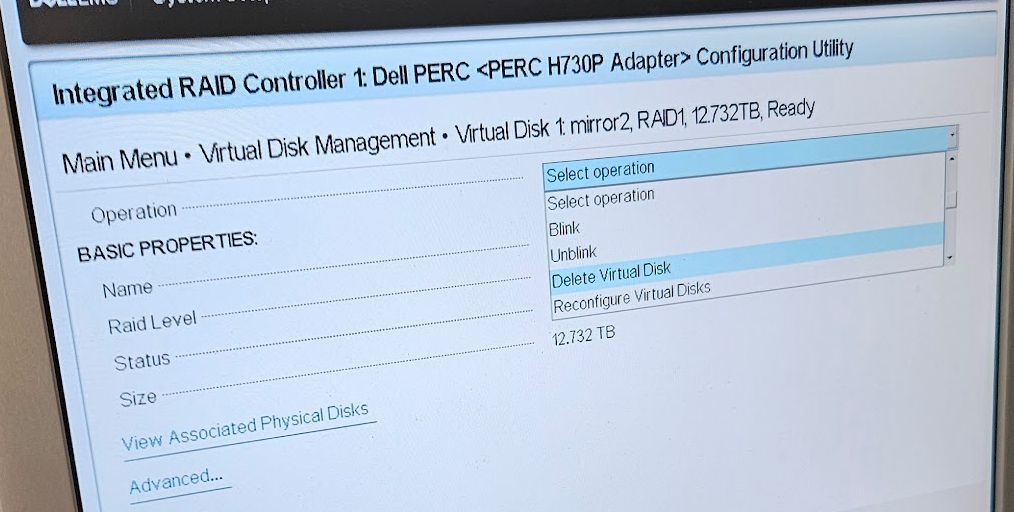 Integrated RAID Controller 1: Dell PERC <PERC H730P Adapter> Configuration Utility
Main Menu • Virtual Disk Management • Virtual Disk 1: mirror2, RAID1, 12.732TB, Ready
Operation
Select operation
Select operation
Blink
Unblink
Delete Virtual Disk
Reconfigure Virtual Disks
BASIC PROPERTIES:
Name
Raid Level
Status
Size 12.732 TB
View Associated Physical Disks
Advanced...